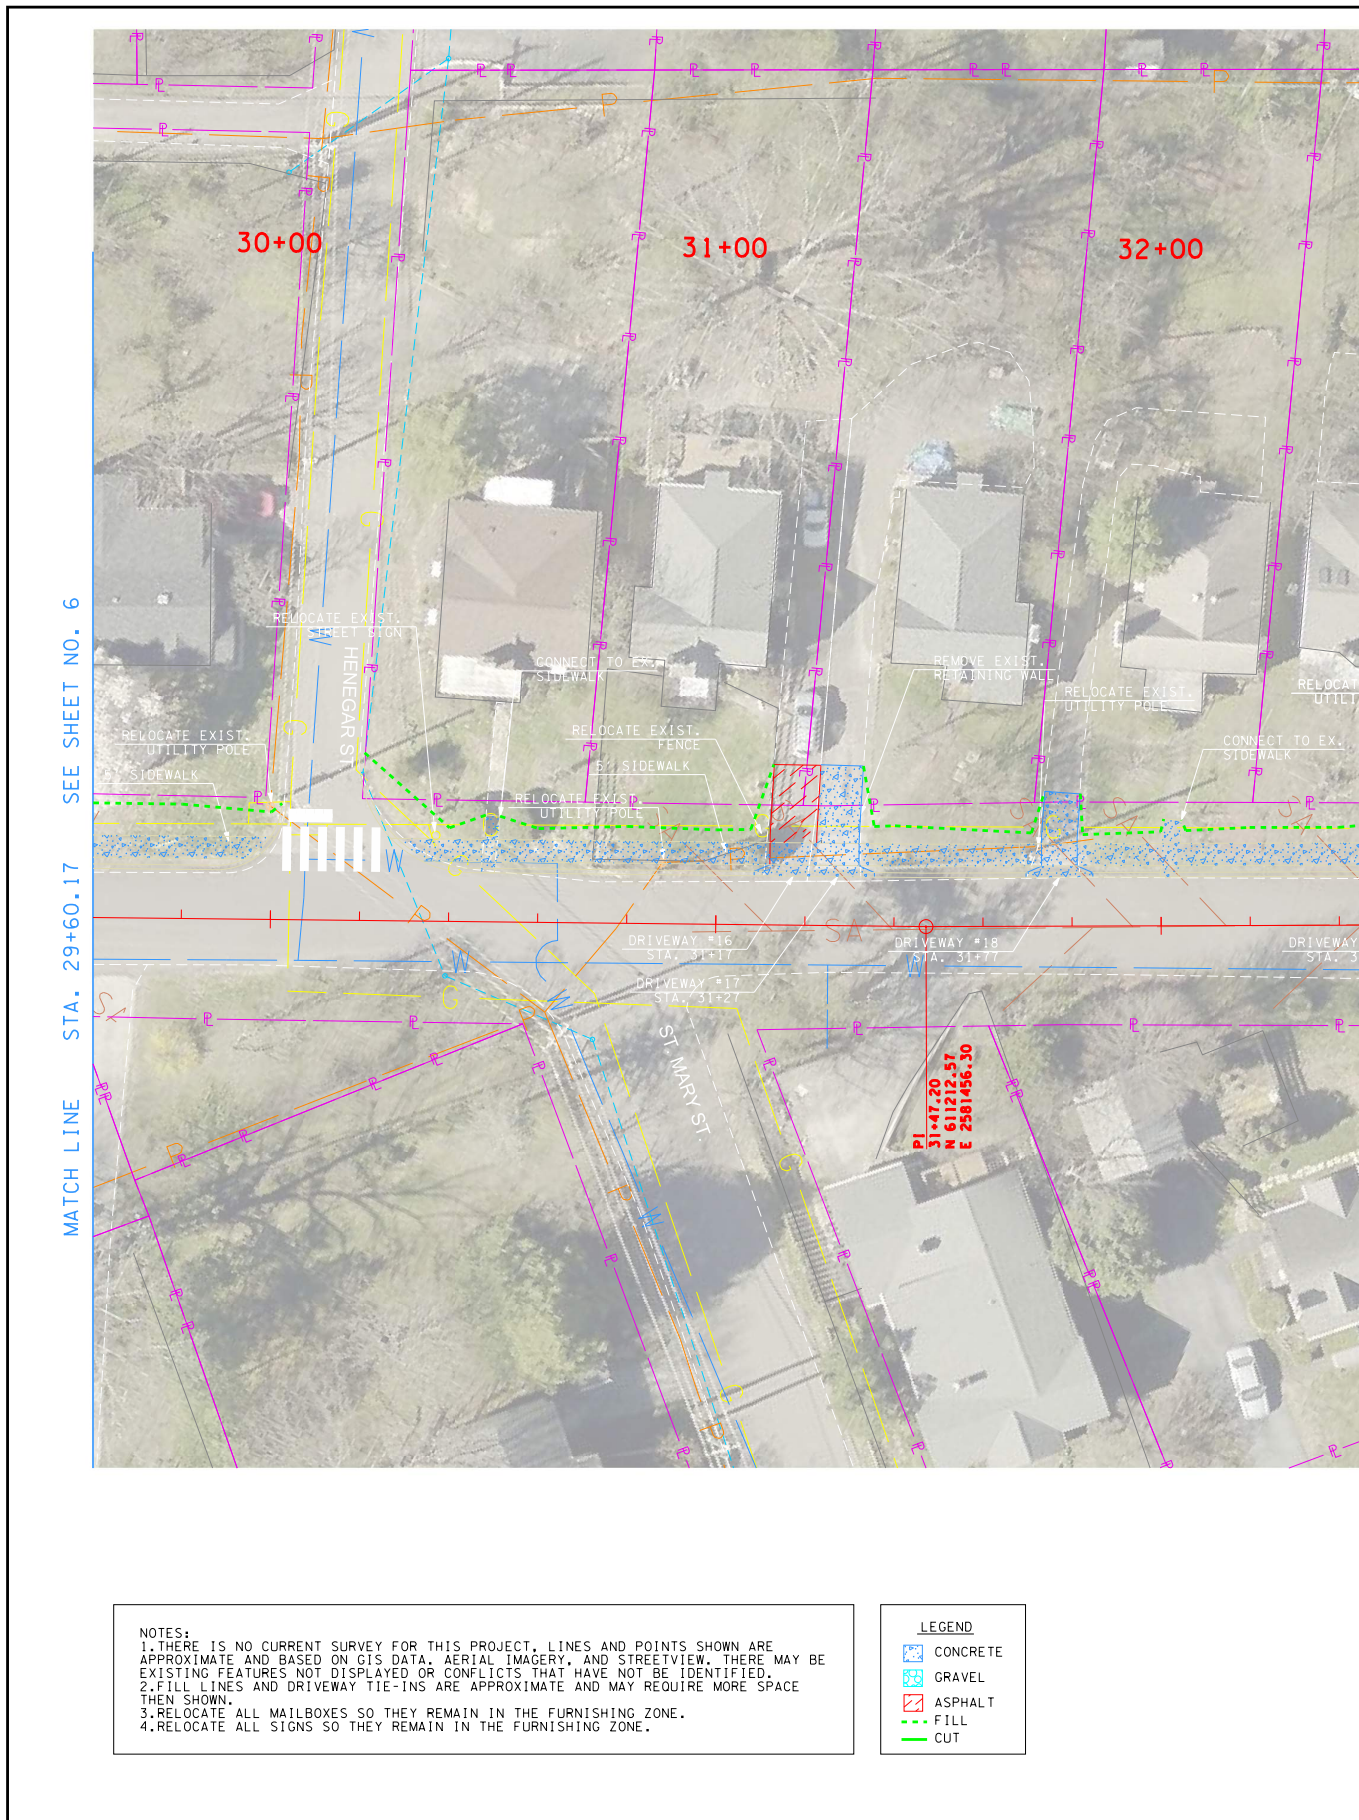 30+00
31+00
32+00
SEE SHEET NO. 6
STA. 29+60.17
MATCH LINE
RELOCATE EXIST.
STREET SIGN
HENEGAR ST.
CONNECT TO EX.
SIDEWALK
REMOVE EXIST.
RETAINING WALL
RELOCATE EXIST.
UTILITY POLE
RELOCAT
UTILI
RELOCATE EXIST.
UTILITY POLE
5' SIDEWALK
RELOCATE EXIST.
FENCE
5' SIDEWALK
CONNECT TO EX.
SIDEWALK
RELOCATE EXIST.
UTILITY POLE
DRIVEWAY #16
STA. 31+17
DRIVEWAY #17
STA. 31+27
DRIVEWAY #18
STA. 31+77
DRIVEWAY
STA. 3
ST. MARY ST.
PI
31+47.20
N 611212.57
E 2581456.30
NOTES:
1.THERE IS NO CURRENT SURVEY FOR THIS PROJECT, LINES AND POINTS SHOWN ARE
APPROXIMATE AND BASED ON GIS DATA, AERIAL IMAGERY, AND STREETVIEW. THERE MAY BE
EXISTING FEATURES NOT DISPLAYED OR CONFLICTS THAT HAVE NOT BE IDENTIFIED.
2.FILL LINES AND DRIVEWAY TIE-INS ARE APPROXIMATE AND MAY REQUIRE MORE SPACE
THEN SHOWN.
3.RELOCATE ALL MAILBOXES SO THEY REMAIN IN THE FURNISHING ZONE.
4.RELOCATE ALL SIGNS SO THEY REMAIN IN THE FURNISHING ZONE.
LEGEND
CONCRETE
GRAVEL
ASPHALT
FILL
CUT